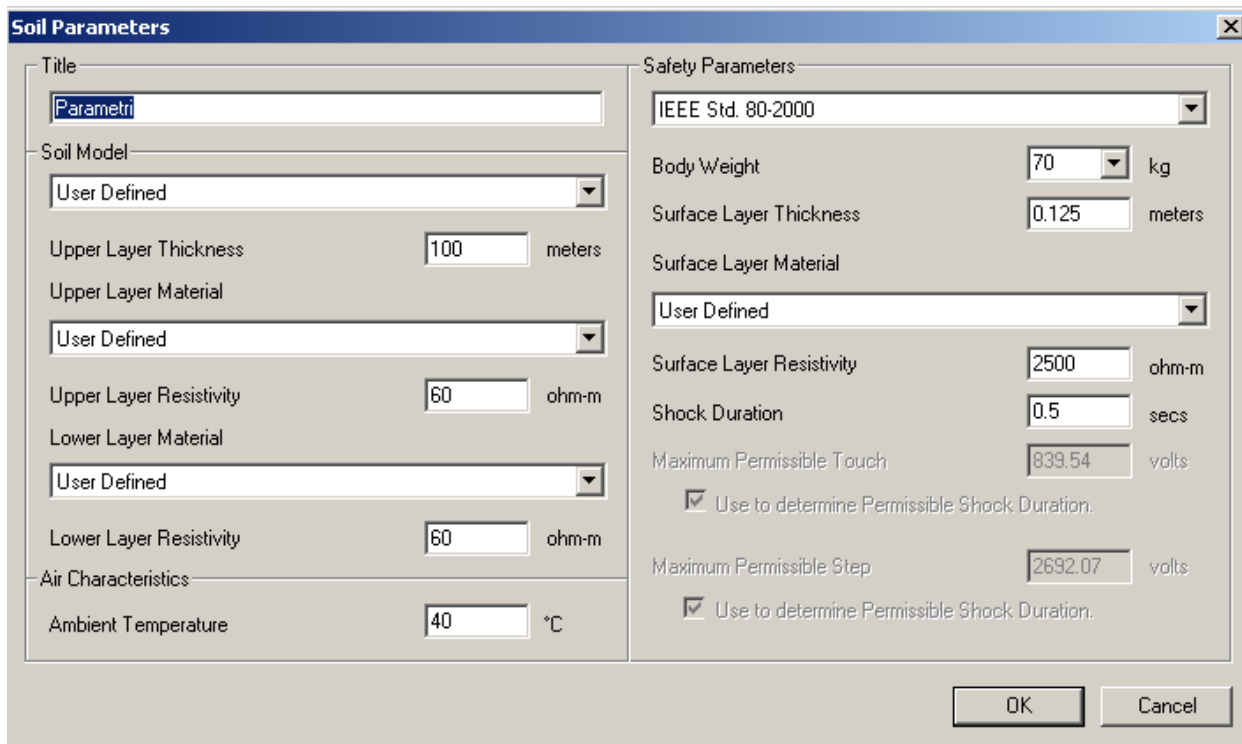 Soil Parameters
Title
Parametri
Soil Model
User Defined
Upper Layer Thickness 100 meters
Upper Layer Material
User Defined
Upper Layer Resistivity 60 ohm-m
Lower Layer Material
User Defined
Lower Layer Resistivity 60 ohm-m
Air Characteristics
Ambient Temperature 40 °C
Safety Parameters
IEEE Std. 80-2000
Body Weight 70 kg
Surface Layer Thickness 0.125 meters
Surface Layer Material
User Defined
Surface Layer Resistivity 2500 ohm-m
Shock Duration 0.5 secs
Maximum Permissible Touch 839.54 volts
Use to determine Permissible Shock Duration.
Maximum Permissible Step 2692.07 volts
Use to determine Permissible Shock Duration.
OK Cancel